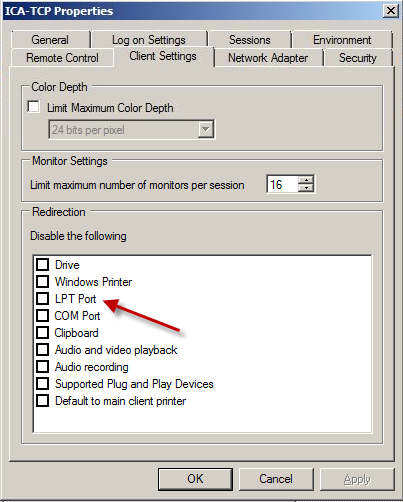 ICA-TCP Properties
General Log on Settings Sessions Environment
Remote Control Client Settings Network Adapter Security
Color Depth
Limit Maximum Color Depth
24 bits per pixel
Monitor Settings
Limit maximum number of monitors per session 16
Redirection
Disable the following
Drive
Windows Printer
LPT Port
COM Port
Clipboard
Audio and video playback
Audio recording
Supported Plug and Play Devices
Default to main client printer
OK Cancel Apply